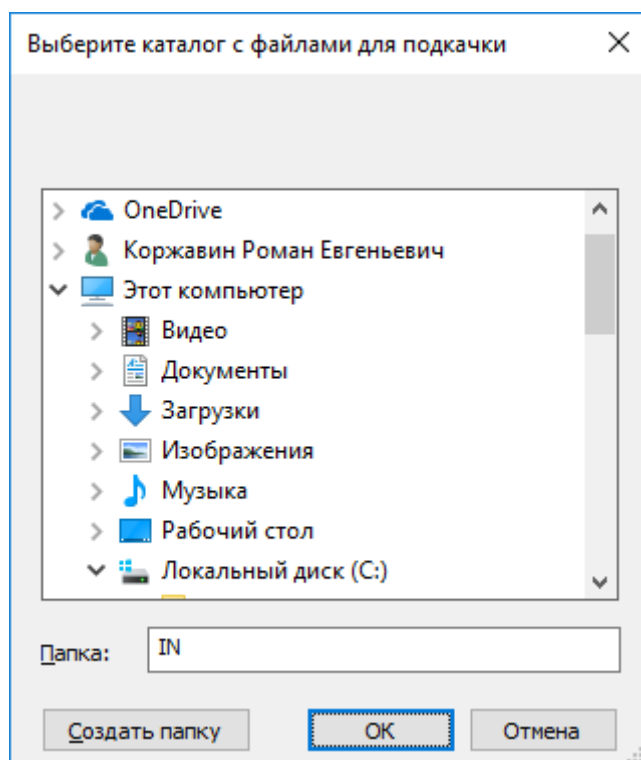 Выберите каталог с файлами для подкачки
OneDrive
Коржавин Роман Евгеньевич
Этот компьютер
Видео
Документы
Загрузки
Изображения
Музыка
Рабочий стол
Локальный диск (C:)
Папка: IN
Создать папку OK Отмена